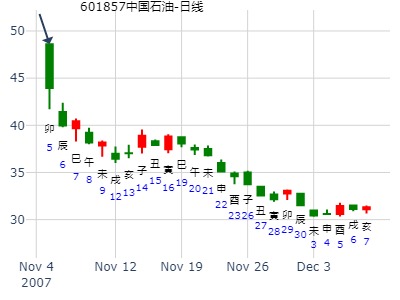 601857中国石油-日线
50
45
40
35
30
卯 辰 巳 午 未 戌 亥 子 丑 寅 巳 午 未 申 酉 亥 子 丑 寅 卯 辰 未 申 酉 戌 亥
5 6 7 8 9 12 13 14 15 16 19 20 21 22 23 26 27 28 29 30 3 4 5 6 7
Nov 4 Nov 12 Nov 19 Nov 26 Dec 3
2007